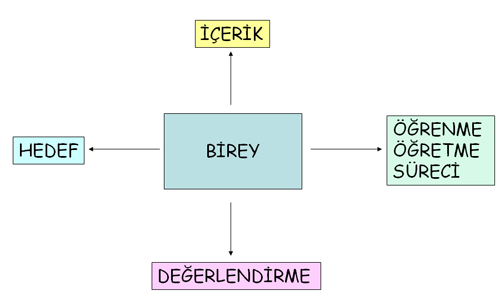 İÇERİK
HEDEF
BİREY
ÖĞRENME
ÖĞRETME
SÜRECİ
DEĞERLENDİRME